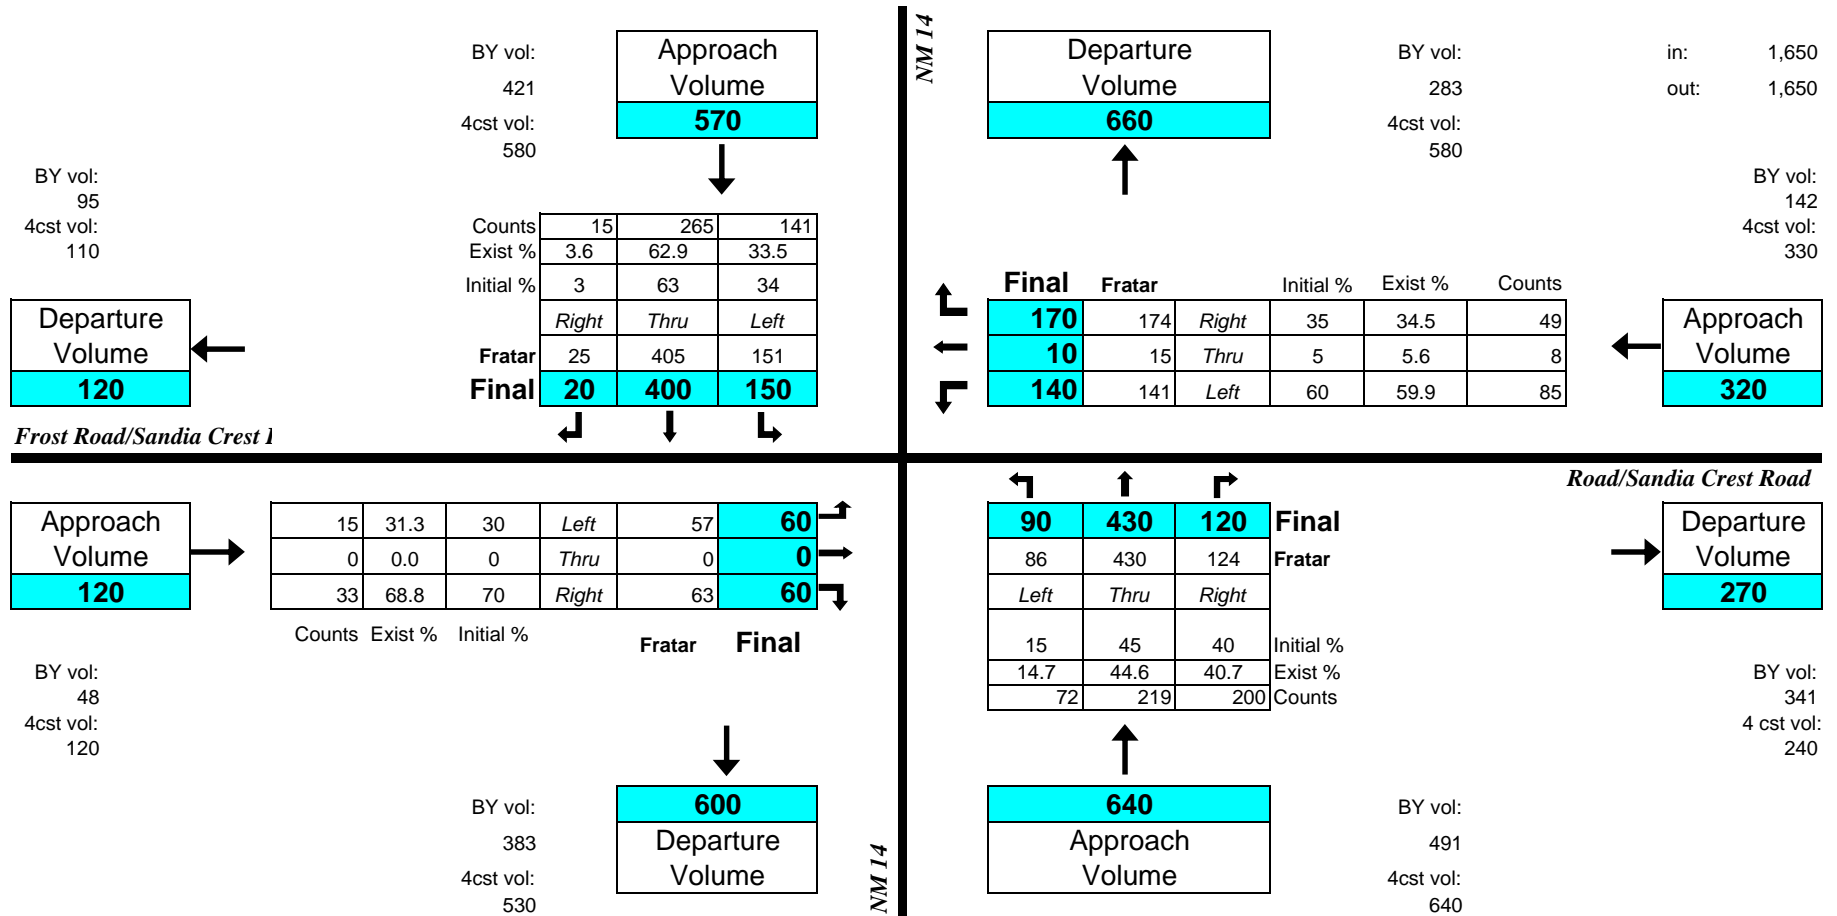 BY vol:
421
4cst vol:
580
Approach
Volume
570
NM 14
Departure
Volume
660
BY vol:
283
4cst vol:
580
in: 1,650
out: 1,650
BY vol:
95
4cst vol:
110
BY vol:
142
4cst vol:
330
Counts 15 265 141
Exist % 3.6 62.9 33.5
Initial % 3 63 34
Right Thru Left
Fratar 25 405 151
Final 20 400 150
Departure
Volume
120
Final Fratar Initial % Exist % Counts
170 174 Right 35 34.5 49
10 15 Thru 5 5.6 8
140 141 Left 60 59.9 85
Approach
Volume
320
Frost Road/Sandia Crest
Road/Sandia Crest Road
Approach
Volume
120
15 31.3 30 Left 57 60
0 0.0 0 Thru 0 0
33 68.8 70 Right 63 60
Counts Exist % Initial % Fratar Final
90 430 120 Final
86 430 124 Fratar
Left Thru Right
15 45 40 Initial %
14.7 44.6 40.7 Exist %
72 219 200 Counts
Departure
Volume
270
BY vol:
48
4cst vol:
120
BY vol:
341
4 cst vol:
240
BY vol:
383
4cst vol:
530
600
Departure
Volume
NM 14
640
Approach
Volume
BY vol:
491
4cst vol:
640